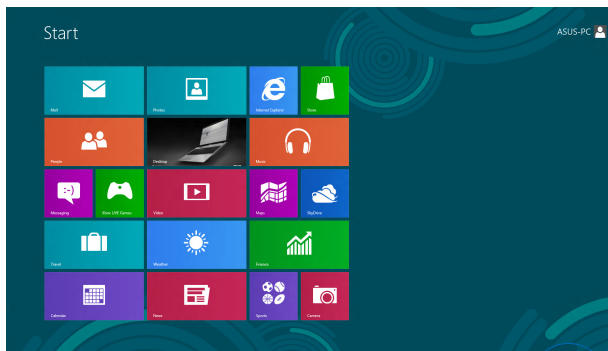 Start
ASUS-PC
Mail
Photos
Internet Explorer
Store
People
Desktop
Music
Messaging
Xbox LIVE Games
Video
Maps
SkyDrive
Travel
Weather
Finance
Calendar
News
Sports
Camera